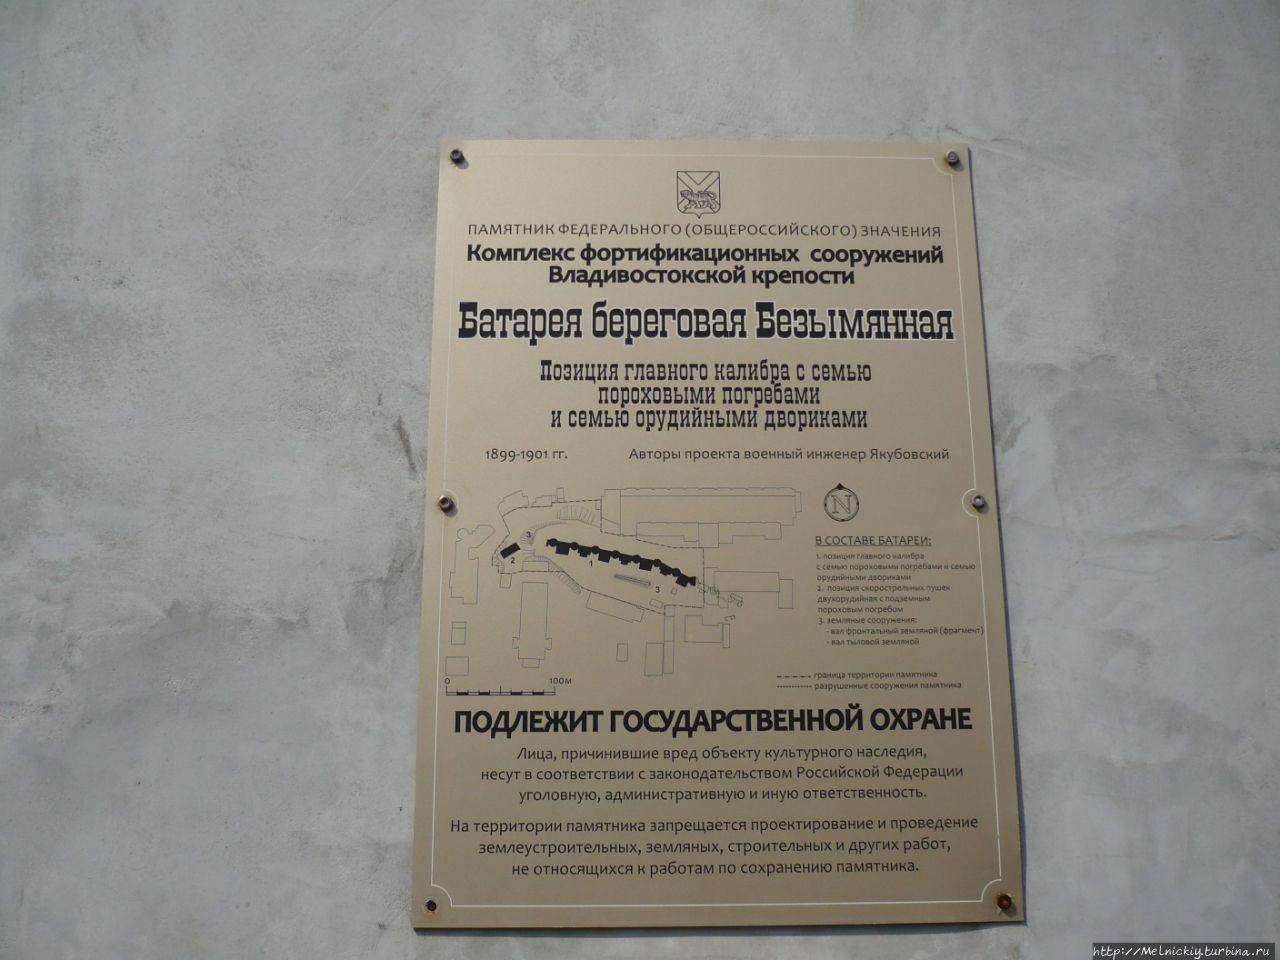 ПАМЯТНИК ФЕДЕРАЛЬНОГО (ОБЩЕРОССИЙСКОГО) ЗНАЧЕНИЯ
Комплекс фортификационных сооружений
Владивостокской крепости
Батарея береговая Безымянная
Позиция главного калибра с семью
пороховыми погребами
и семью орудийными двориками
1899-1901 гг. Авторы проекта военный инженер Якубовский
N
3
2
1
3
В СОСТАВЕ БАТАРЕИ:
1. позиция главного калибра
с семью пороховыми погребами и семью
орудийными двориками
2. позиция скорострельных пушек
двухорудийная с подземным
пороховым погребом
3. земляные сооружения:
- вал фронтальный земляной (фрагмент)
- вал тыловой земляной
0 100м
граница территории памятника
разрушенные сооружения памятника
ПОДЛЕЖИТ ГОСУДАРСТВЕННОЙ ОХРАНЕ
Лица, причинившие вред объекту культурного наследия,
несут в соответствии с законодательством Российской Федерации
уголовную, административную и иную ответственность.
На территории памятника запрещается проектирование и проведение
землеустроительных, земляных, строительных и других работ,
не относящихся к работам по сохранению памятника.
http://Melnickiy.turbina.ru